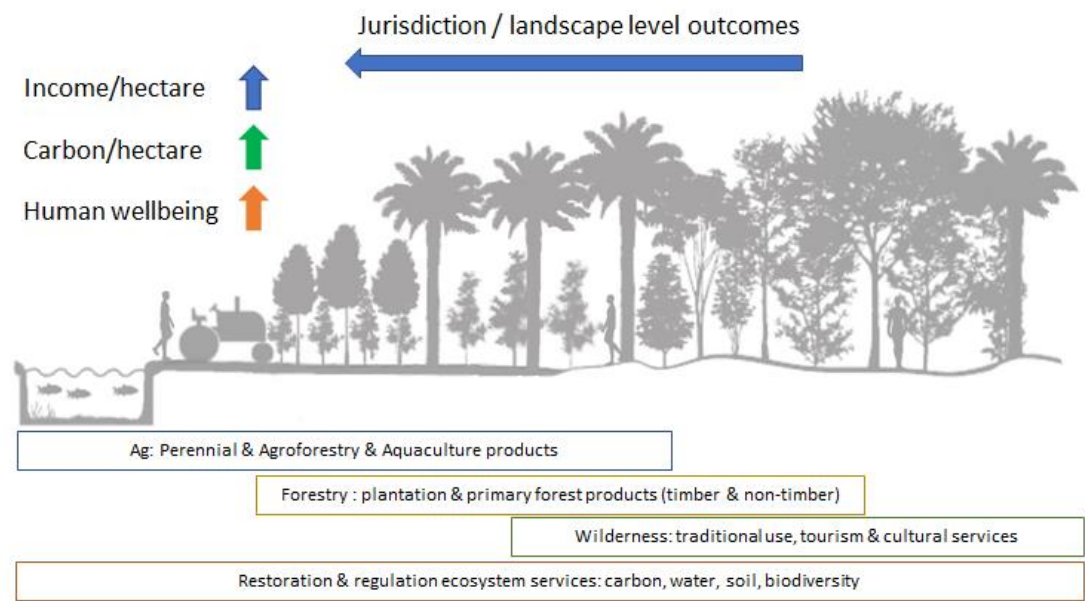 Jurisdiction / landscape level outcomes
Income/hectare
Carbon/hectare
Human wellbeing
Ag: Perennial & Agroforestry & Aquaculture products
Forestry : plantation & primary forest products (timber & non-timber)
Wilderness: traditional use, tourism & cultural services
Restoration & regulation ecosystem services: carbon, water, soil, biodiversity